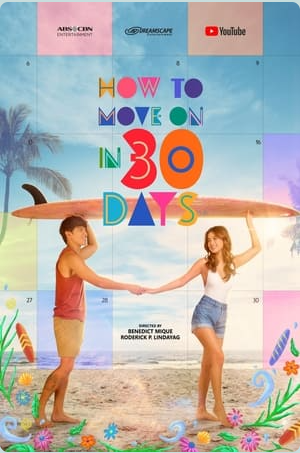 ABS-CBN
ENTERTAINMENT
DREAMSCAPE
YouTube
6
9
HOW TO
MOVE ON
16
IN 30
DAYS
27
28
30
DIRECTED BY
BENEDICT MIQUE
RODERICK P. LINDAYAG